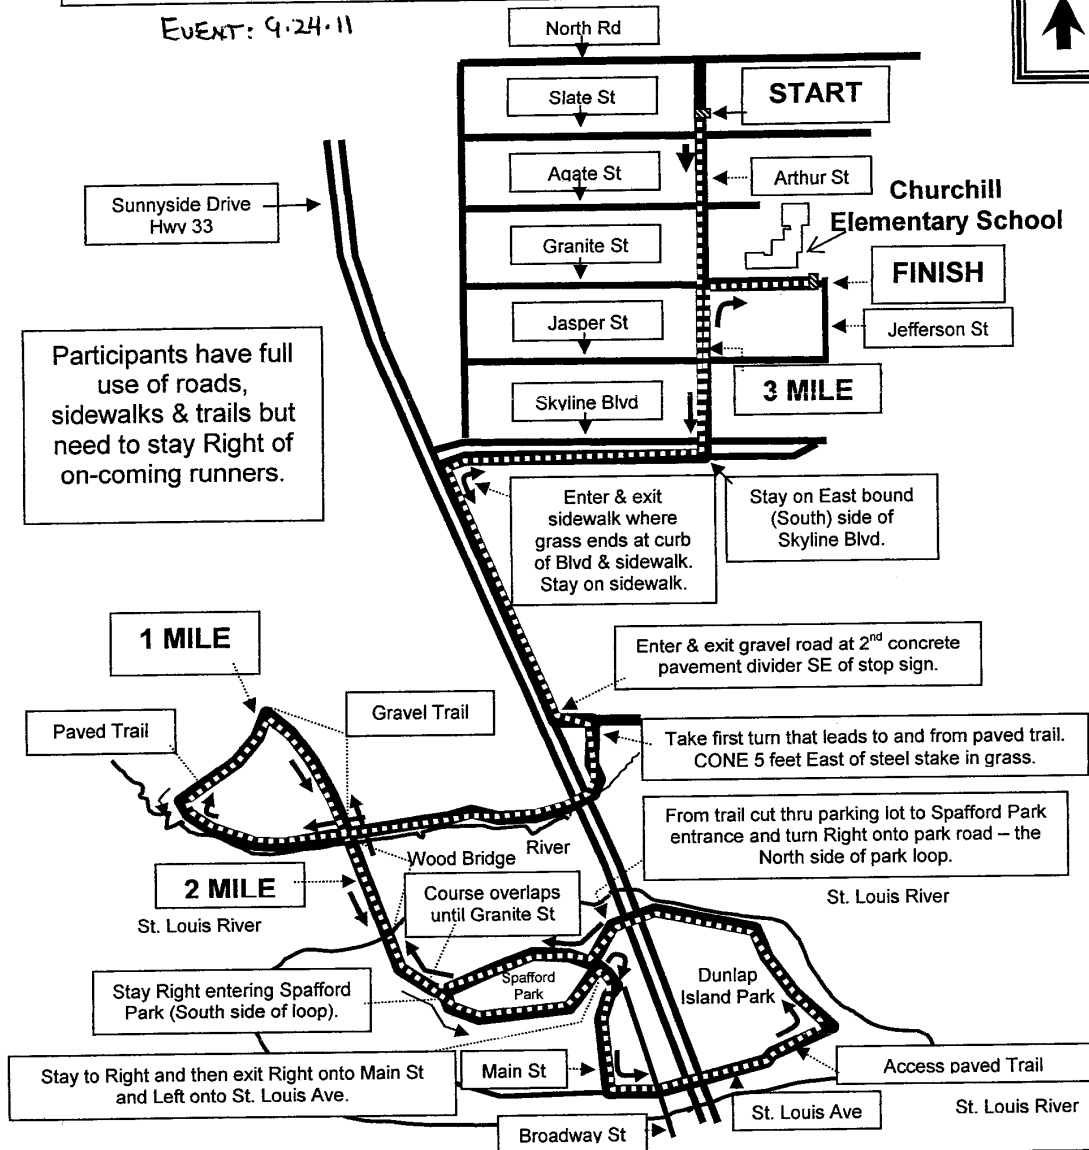 EVENT: 9.24.11
North Rd
Slate St
START
Agate St
Arthur St
Churchill
Elementary School
Sunnyside Drive
Hwy 33
Granite St
FINISH
Jasper St
Jefferson St
Participants have full
use of roads,
sidewalks & trails but
need to stay Right of
on-coming runners.
3 MILE
Skyline Blvd
Enter & exit
sidewalk where
grass ends at curb
of Blvd & sidewalk.
Stay on sidewalk.
Stay on East bound
(South) side of
Skyline Blvd.
1 MILE
Enter & exit gravel road at 2nd concrete
pavement divider SE of stop sign.
Gravel Trail
Paved Trail
Take first turn that leads to and from paved trail.
CONE 5 feet East of steel stake in grass.
From trail cut thru parking lot to Spafford Park
entrance and turn Right onto park road – the
North side of park loop.
River
Wood Bridge
2 MILE
Course overlaps
until Granite St
St. Louis River
St. Louis River
Spafford
Park
Dunlap
Island Park
Stay Right entering Spafford
Park (South side of loop).
Stay to Right and then exit Right onto Main St
and Left onto St. Louis Ave.
Main St
Access paved Trail
St. Louis Ave
St. Louis River
Broadway St